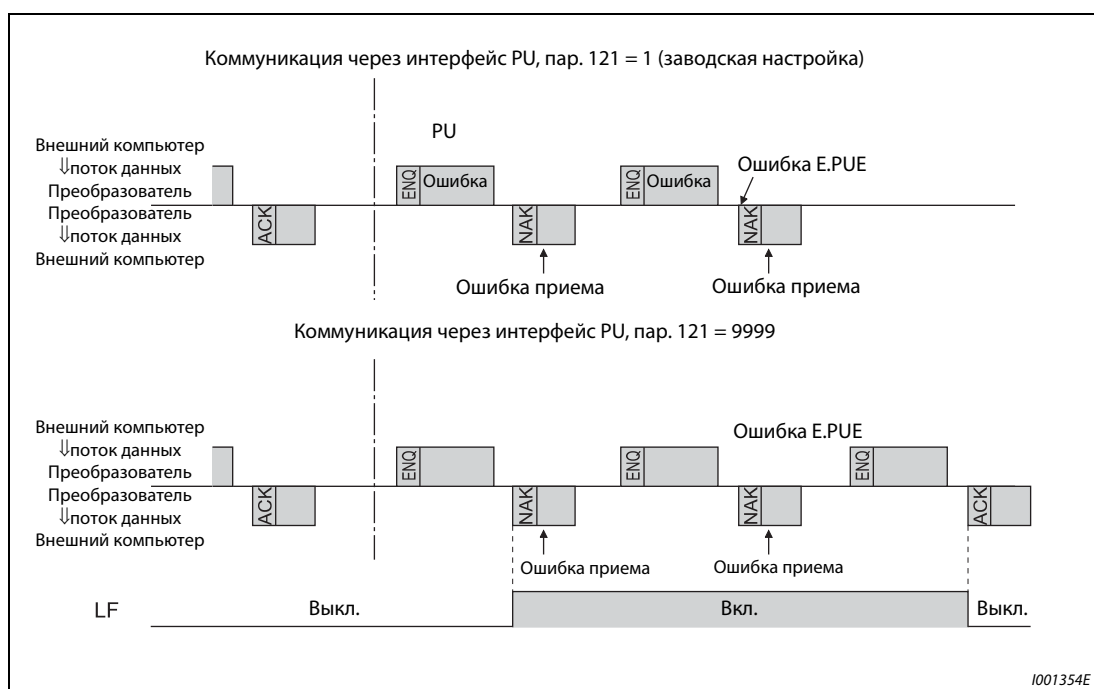 Коммуникация через интерфейс PU, пар. 121 = 1 (заводская настройка)
PU
Внешний компьютер
⇓поток данных
Преобразователь
Преобразователь
⇓поток данных
Внешний компьютер
ENQ
Ошибка
ENQ
Ошибка
Ошибка E.PUE
ACK
NAK
NAK
Ошибка приема
Ошибка приема
Коммуникация через интерфейс PU, пар. 121 = 9999
Внешний компьютер
⇓поток данных
Преобразователь
Преобразователь
⇓поток данных
Внешний компьютер
Ошибка E.PUE
ENQ
ENQ
ENQ
ACK
NAK
NAK
ACK
Ошибка приема
Ошибка приема
LF
Выкл.
Вкл.
Выкл.
I001354E